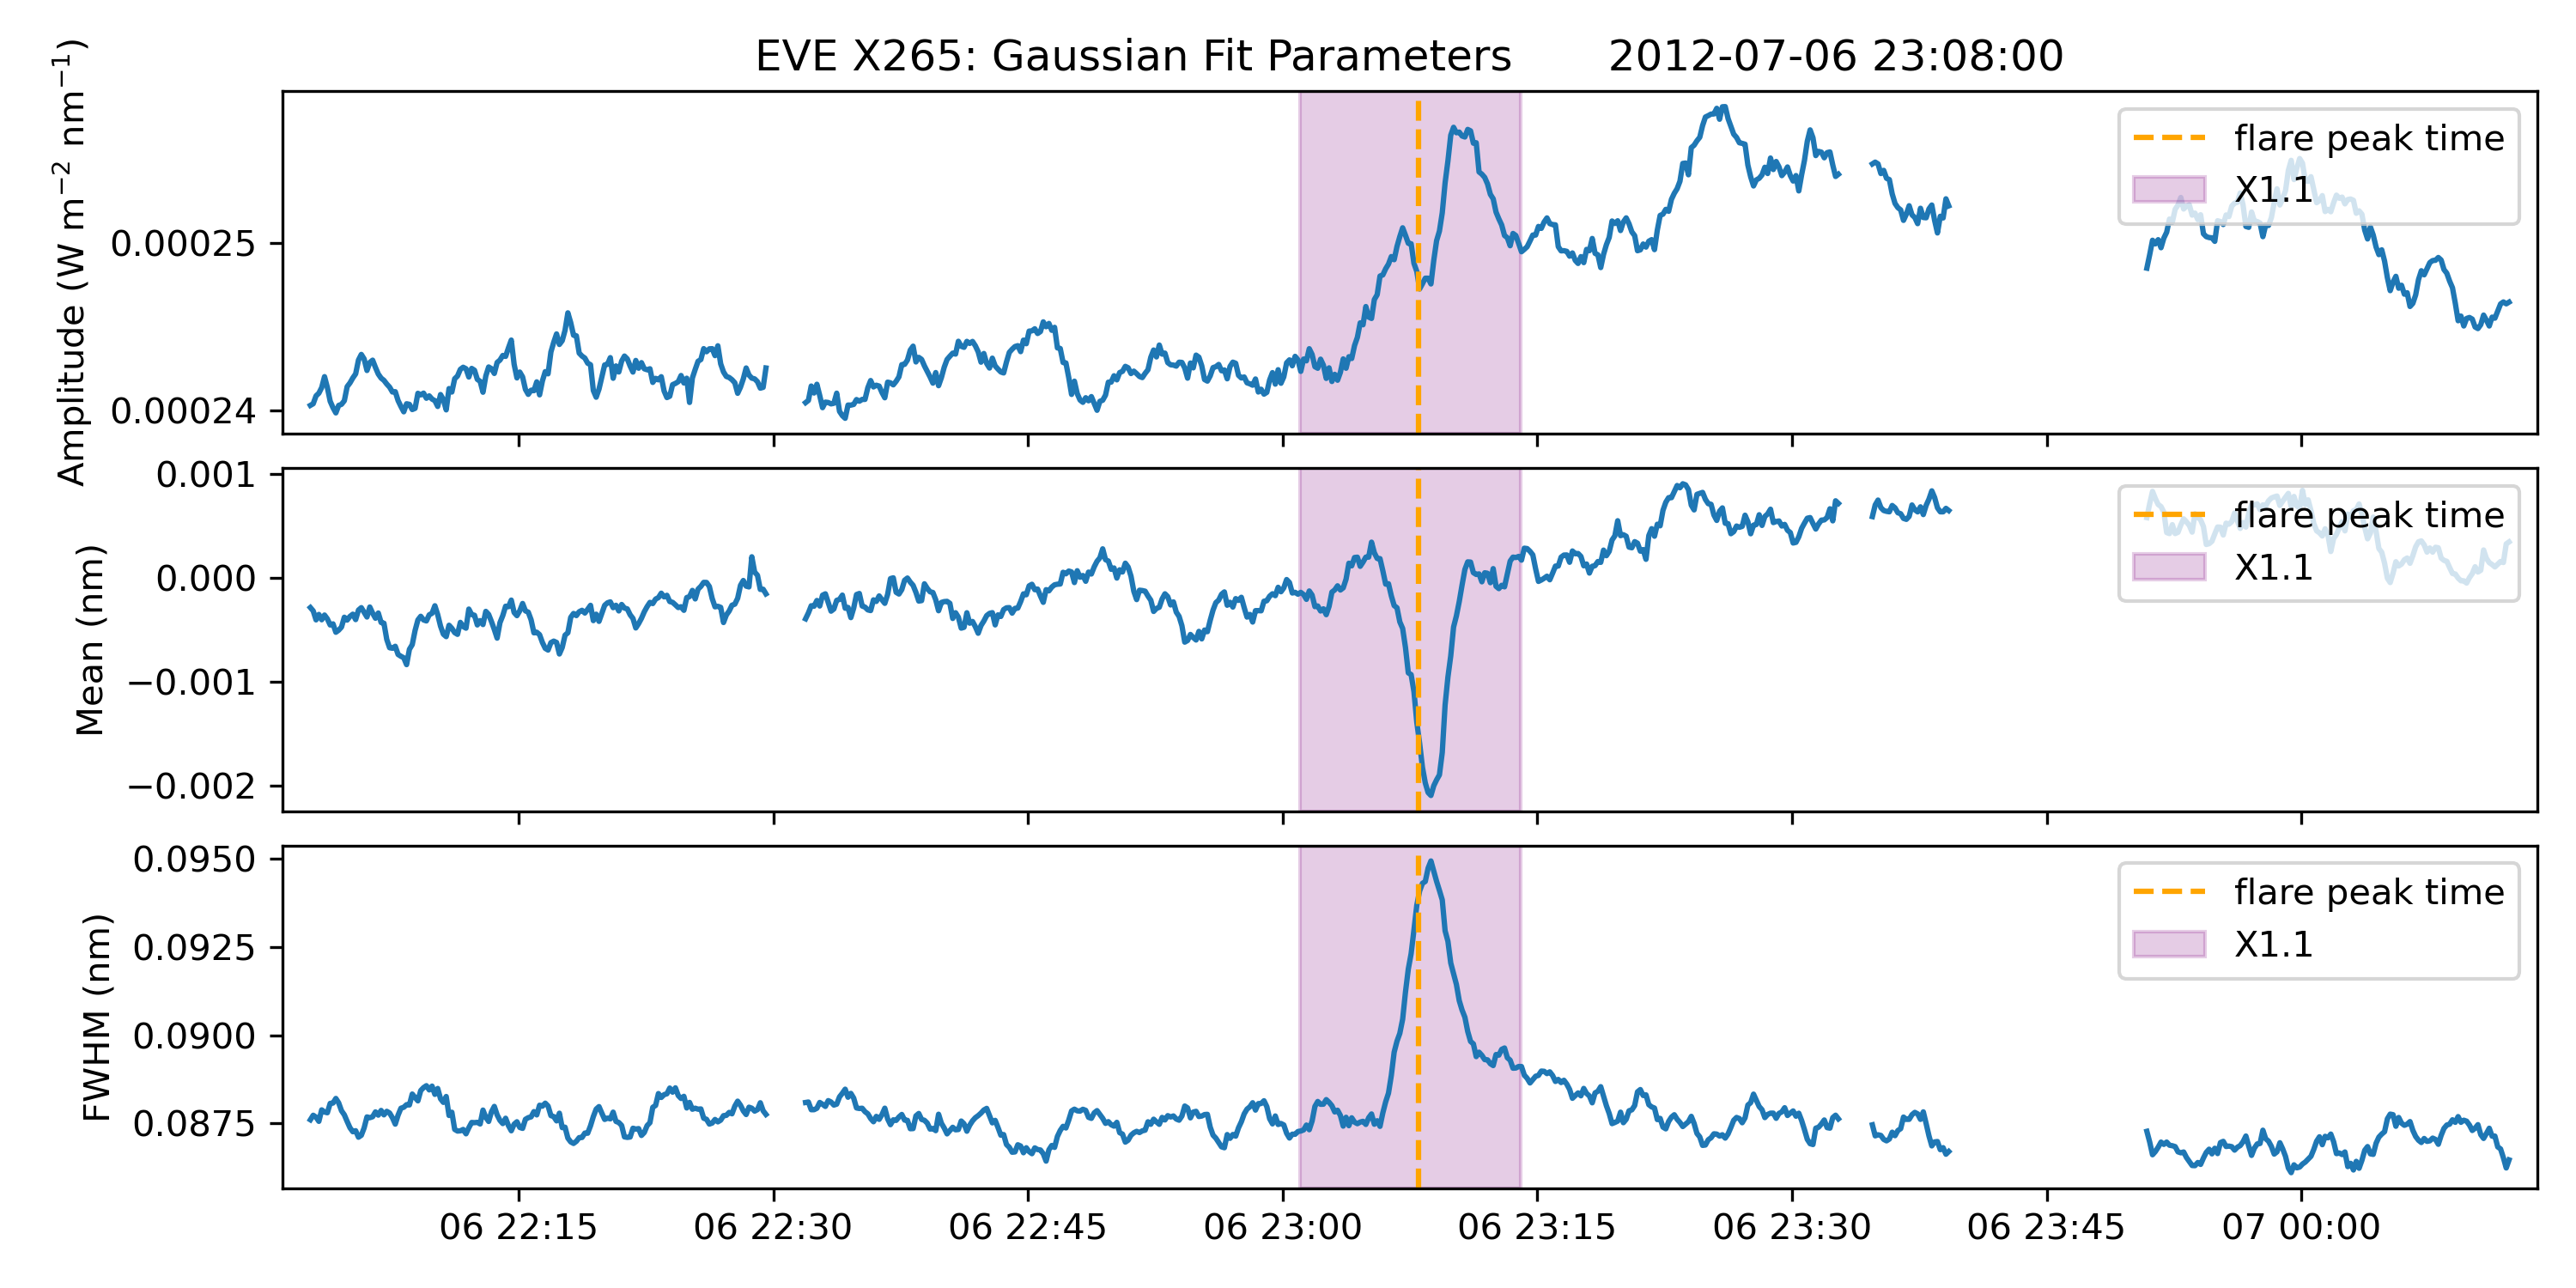 EVE X265: Gaussian Fit Parameters 2012-07-06 23:08:00
Amplitude (W m⁻² nm⁻¹)
0.00025
0.00024
flare peak time
X1.1
Mean (nm)
0.001
0.000
−0.001
−0.002
flare peak time
X1.1
FWHM (nm)
0.0950
0.0925
0.0900
0.0875
flare peak time
X1.1
06 22:15 06 22:30 06 22:45 06 23:00 06 23:15 06 23:30 06 23:45 07 00:00